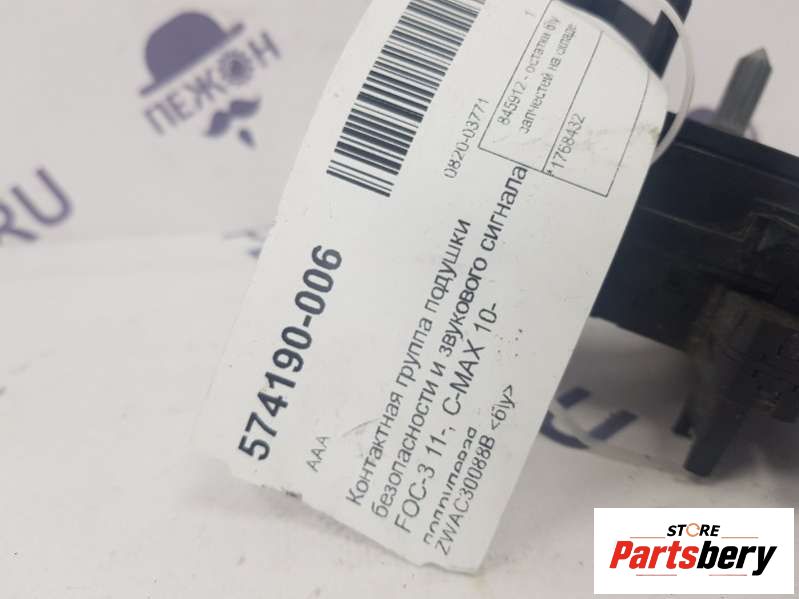 ПЕЖОН
.RU
0820-03771
845912 - остатки б\у 1
запчастей на складе
*1768432
574190-006
AAA
Контактная группа подушки
безопасности и звукового сигнала
FOC-3 11-, C-MAX 10-
ZWAC30088B <б\у>
STORE
Partsbery